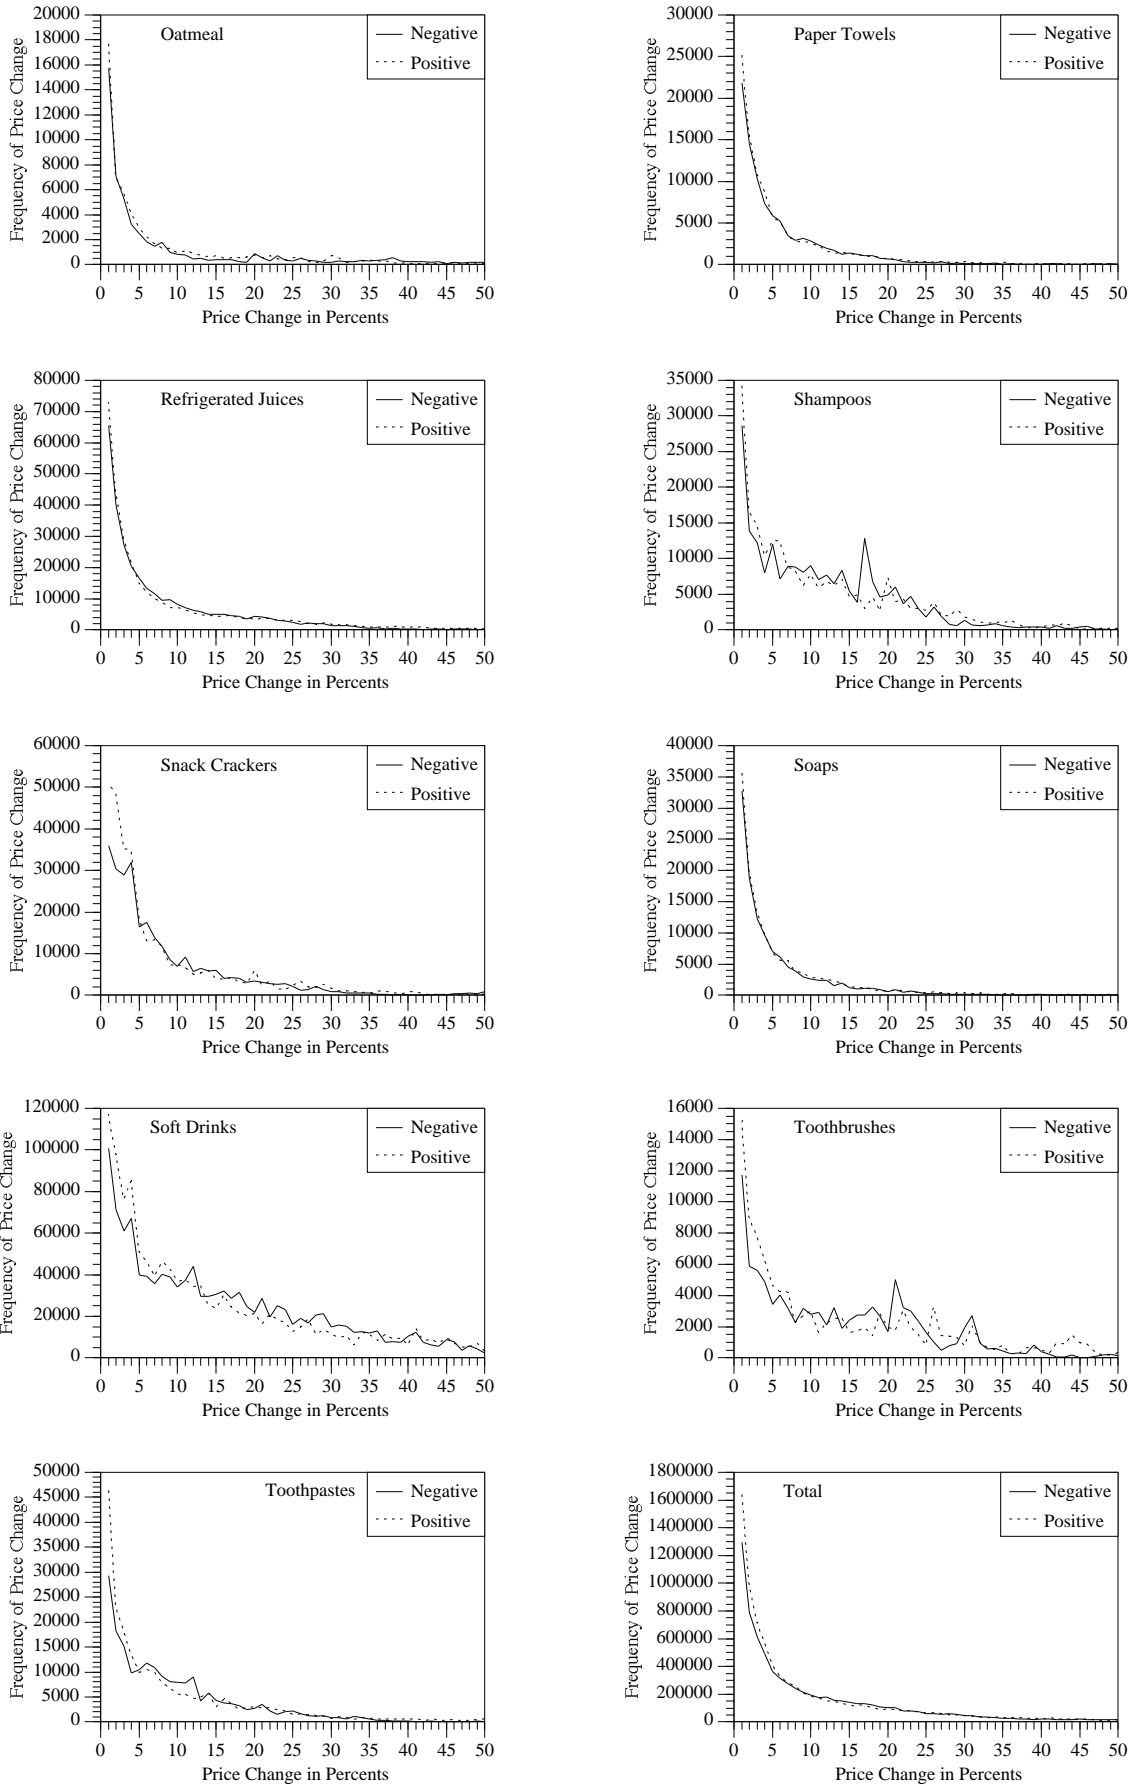 Oatmeal
Negative
Positive
20000
18000
16000
14000
12000
10000
8000
6000
4000
2000
0
Frequency of Price Change
0 5 10 15 20 25 30 35 40 45 50
Price Change in Percents
Paper Towels
Negative
Positive
30000
25000
20000
15000
10000
5000
0
Frequency of Price Change
0 5 10 15 20 25 30 35 40 45 50
Price Change in Percents
Refrigerated Juices
Negative
Positive
80000
70000
60000
50000
40000
30000
20000
10000
0
Frequency of Price Change
0 5 10 15 20 25 30 35 40 45 50
Price Change in Percents
Shampoos
Negative
Positive
35000
30000
25000
20000
15000
10000
5000
0
Frequency of Price Change
0 5 10 15 20 25 30 35 40 45 50
Price Change in Percents
Snack Crackers
Negative
Positive
60000
50000
40000
30000
20000
10000
0
Frequency of Price Change
0 5 10 15 20 25 30 35 40 45 50
Price Change in Percents
Soaps
Negative
Positive
40000
35000
30000
25000
20000
15000
10000
5000
0
Frequency of Price Change
0 5 10 15 20 25 30 35 40 45 50
Price Change in Percents
Soft Drinks
Negative
Positive
120000
100000
80000
60000
40000
20000
0
Frequency of Price Change
0 5 10 15 20 25 30 35 40 45 50
Price Change in Percents
Toothbrushes
Negative
Positive
16000
14000
12000
10000
8000
6000
4000
2000
0
Frequency of Price Change
0 5 10 15 20 25 30 35 40 45 50
Price Change in Percents
Toothpastes
Negative
Positive
50000
45000
40000
35000
30000
25000
20000
15000
10000
5000
0
Frequency of Price Change
0 5 10 15 20 25 30 35 40 45 50
Price Change in Percents
Total
Negative
Positive
1800000
1600000
1400000
1200000
1000000
800000
600000
400000
200000
0
Frequency of Price Change
0 5 10 15 20 25 30 35 40 45 50
Price Change in Percents